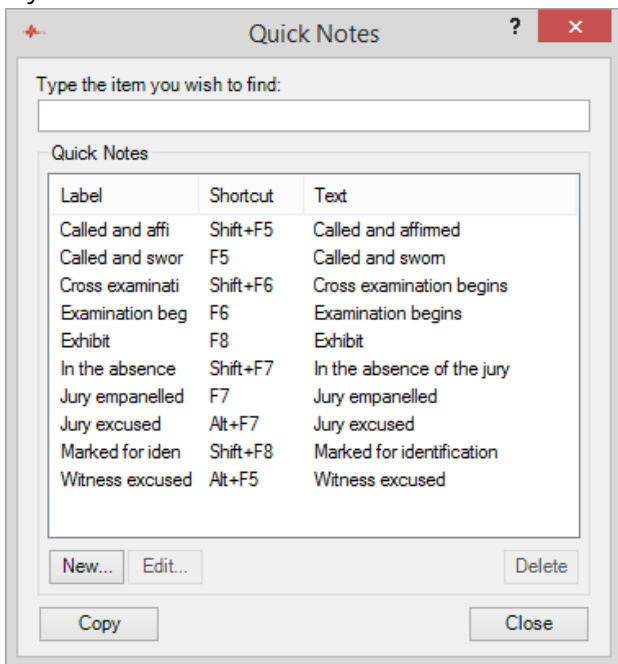 Quick Notes ?
Type the item you wish to find:
Quick Notes
Label Shortcut Text
Called and affi Shift+F5 Called and affirmed
Called and swor F5 Called and sworn
Cross examinati Shift+F6 Cross examination begins
Examination beg F6 Examination begins
Exhibit F8 Exhibit
In the absence Shift+F7 In the absence of the jury
Jury empanelled F7 Jury empanelled
Jury excused Alt+F7 Jury excused
Marked for iden Shift+F8 Marked for identification
Witness excused Alt+F5 Witness excused
New... Edit... Delete
Copy Close